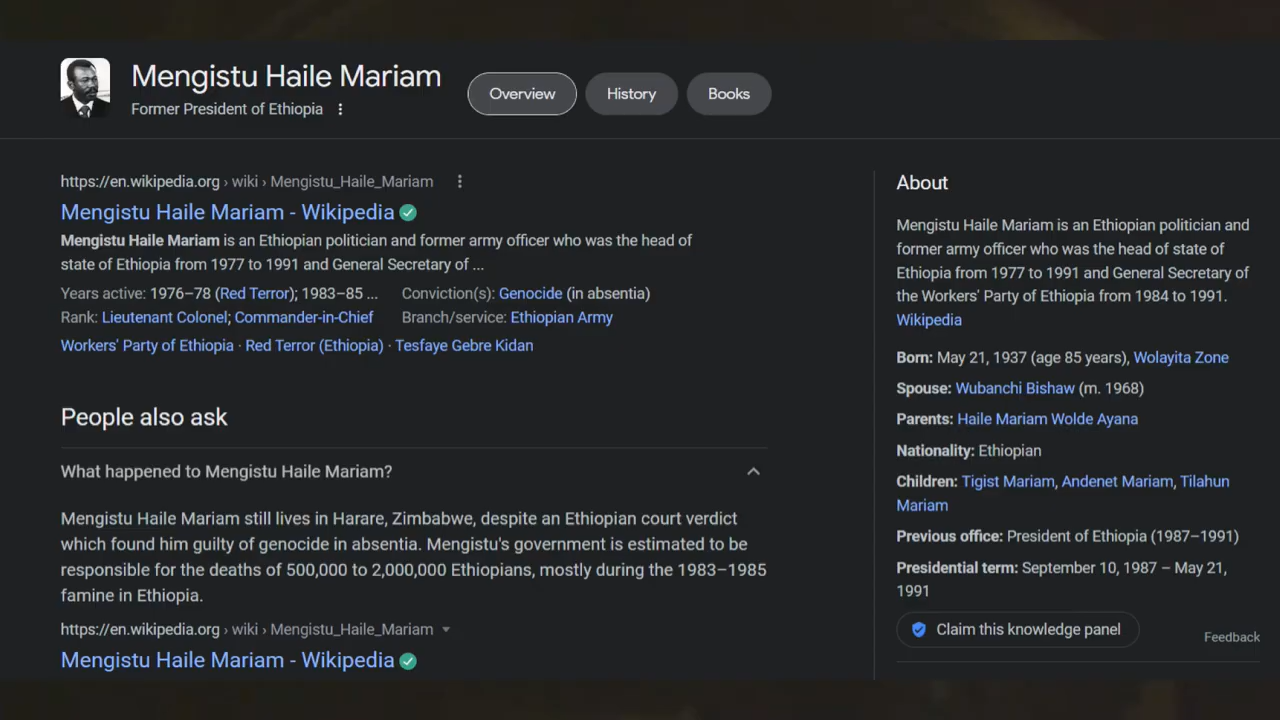 Mengistu Haile Mariam
Former President of Ethiopia
Overview
History
Books
https://en.wikipedia.org › wiki › Mengistu_Haile_Mariam
Mengistu Haile Mariam - Wikipedia
Mengistu Haile Mariam is an Ethiopian politician and former army officer who was the head of
state of Ethiopia from 1977 to 1991 and General Secretary of ...
Years active: 1976–78 (Red Terror); 1983–85 ... Conviction(s): Genocide (in absentia)
Rank: Lieutenant Colonel; Commander-in-Chief Branch/service: Ethiopian Army
Workers' Party of Ethiopia · Red Terror (Ethiopia) · Tesfaye Gebre Kidan
People also ask
What happened to Mengistu Haile Mariam?
Mengistu Haile Mariam still lives in Harare, Zimbabwe, despite an Ethiopian court verdict
which found him guilty of genocide in absentia. Mengistu's government is estimated to be
responsible for the deaths of 500,000 to 2,000,000 Ethiopians, mostly during the 1983–1985
famine in Ethiopia.
https://en.wikipedia.org › wiki › Mengistu_Haile_Mariam
Mengistu Haile Mariam - Wikipedia
About
Mengistu Haile Mariam is an Ethiopian politician and
former army officer who was the head of state of
Ethiopia from 1977 to 1991 and General Secretary of
the Workers' Party of Ethiopia from 1984 to 1991.
Wikipedia
Born: May 21, 1937 (age 85 years), Wolayita Zone
Spouse: Wubanchi Bishaw (m. 1968)
Parents: Haile Mariam Wolde Ayana
Nationality: Ethiopian
Children: Tigist Mariam, Andenet Mariam, Tilahun
Mariam
Previous office: President of Ethiopia (1987–1991)
Presidential term: September 10, 1987 – May 21,
1991
Claim this knowledge panel
Feedback